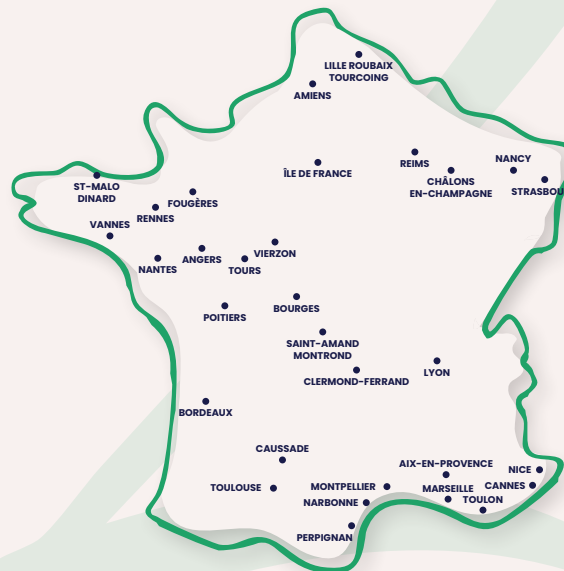 LILLE ROUBAIX
TOURCOING
AMIENS
ÎLE DE FRANCE
REIMS
CHÂLONS
EN-CHAMPAGNE
NANCY
STRASBOU
ST-MALO
DINARD
FOUGÈRES
RENNES
VANNES
NANTES
ANGERS
TOURS
VIERZON
BOURGES
POITIERS
SAINT-AMAND
MONTROND
CLERMOND-FERRAND
LYON
BORDEAUX
CAUSSADE
TOULOUSE
MONTPELLIER
NARBONNE
PERPIGNAN
AIX-EN-PROVENCE
MARSEILLE
TOULON
NICE
CANNES